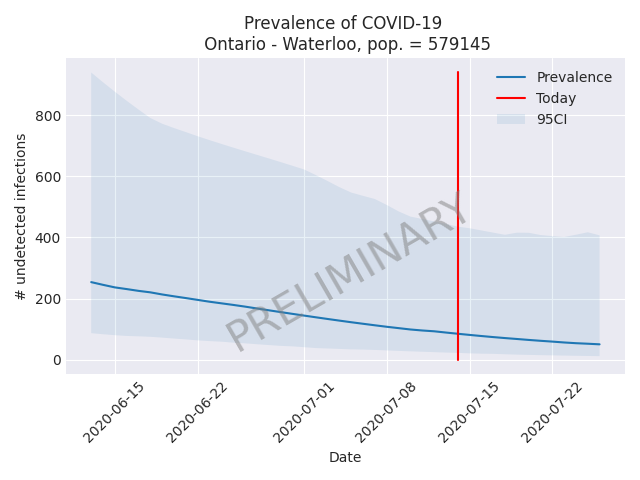 Prevalence of COVID-19
Ontario - Waterloo, pop. = 579145
Prevalence
Today
95CI
# undetected infections
800
600
400
200
0
PRELIMINARY
2020-06-15
2020-06-22
2020-07-01
2020-07-08
2020-07-15
2020-07-22
Date